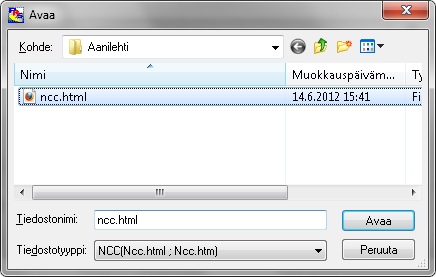 Avaa
Kohde: Aanilehti
Nimi Muokkauspäiväm... Ty
ncc.html 14.6.2012 15:41 Fi
Tiedostonimi: ncc.html Avaa
Tiedostotyyppi: NCC(Ncc.html ; Ncc.htm) Peruuta